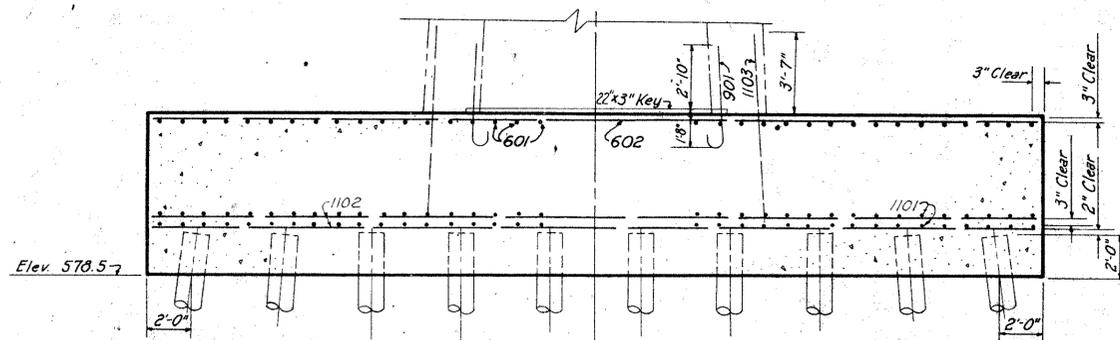 3" Clear
3" Clear
2'-10"
901
1103
3'-7"
22"x3" Key
1'-8"
601
602
3" Clear
2" Clear
1102
1101
2'-0"
Elev. 578.5
2'-0"
2'-0"